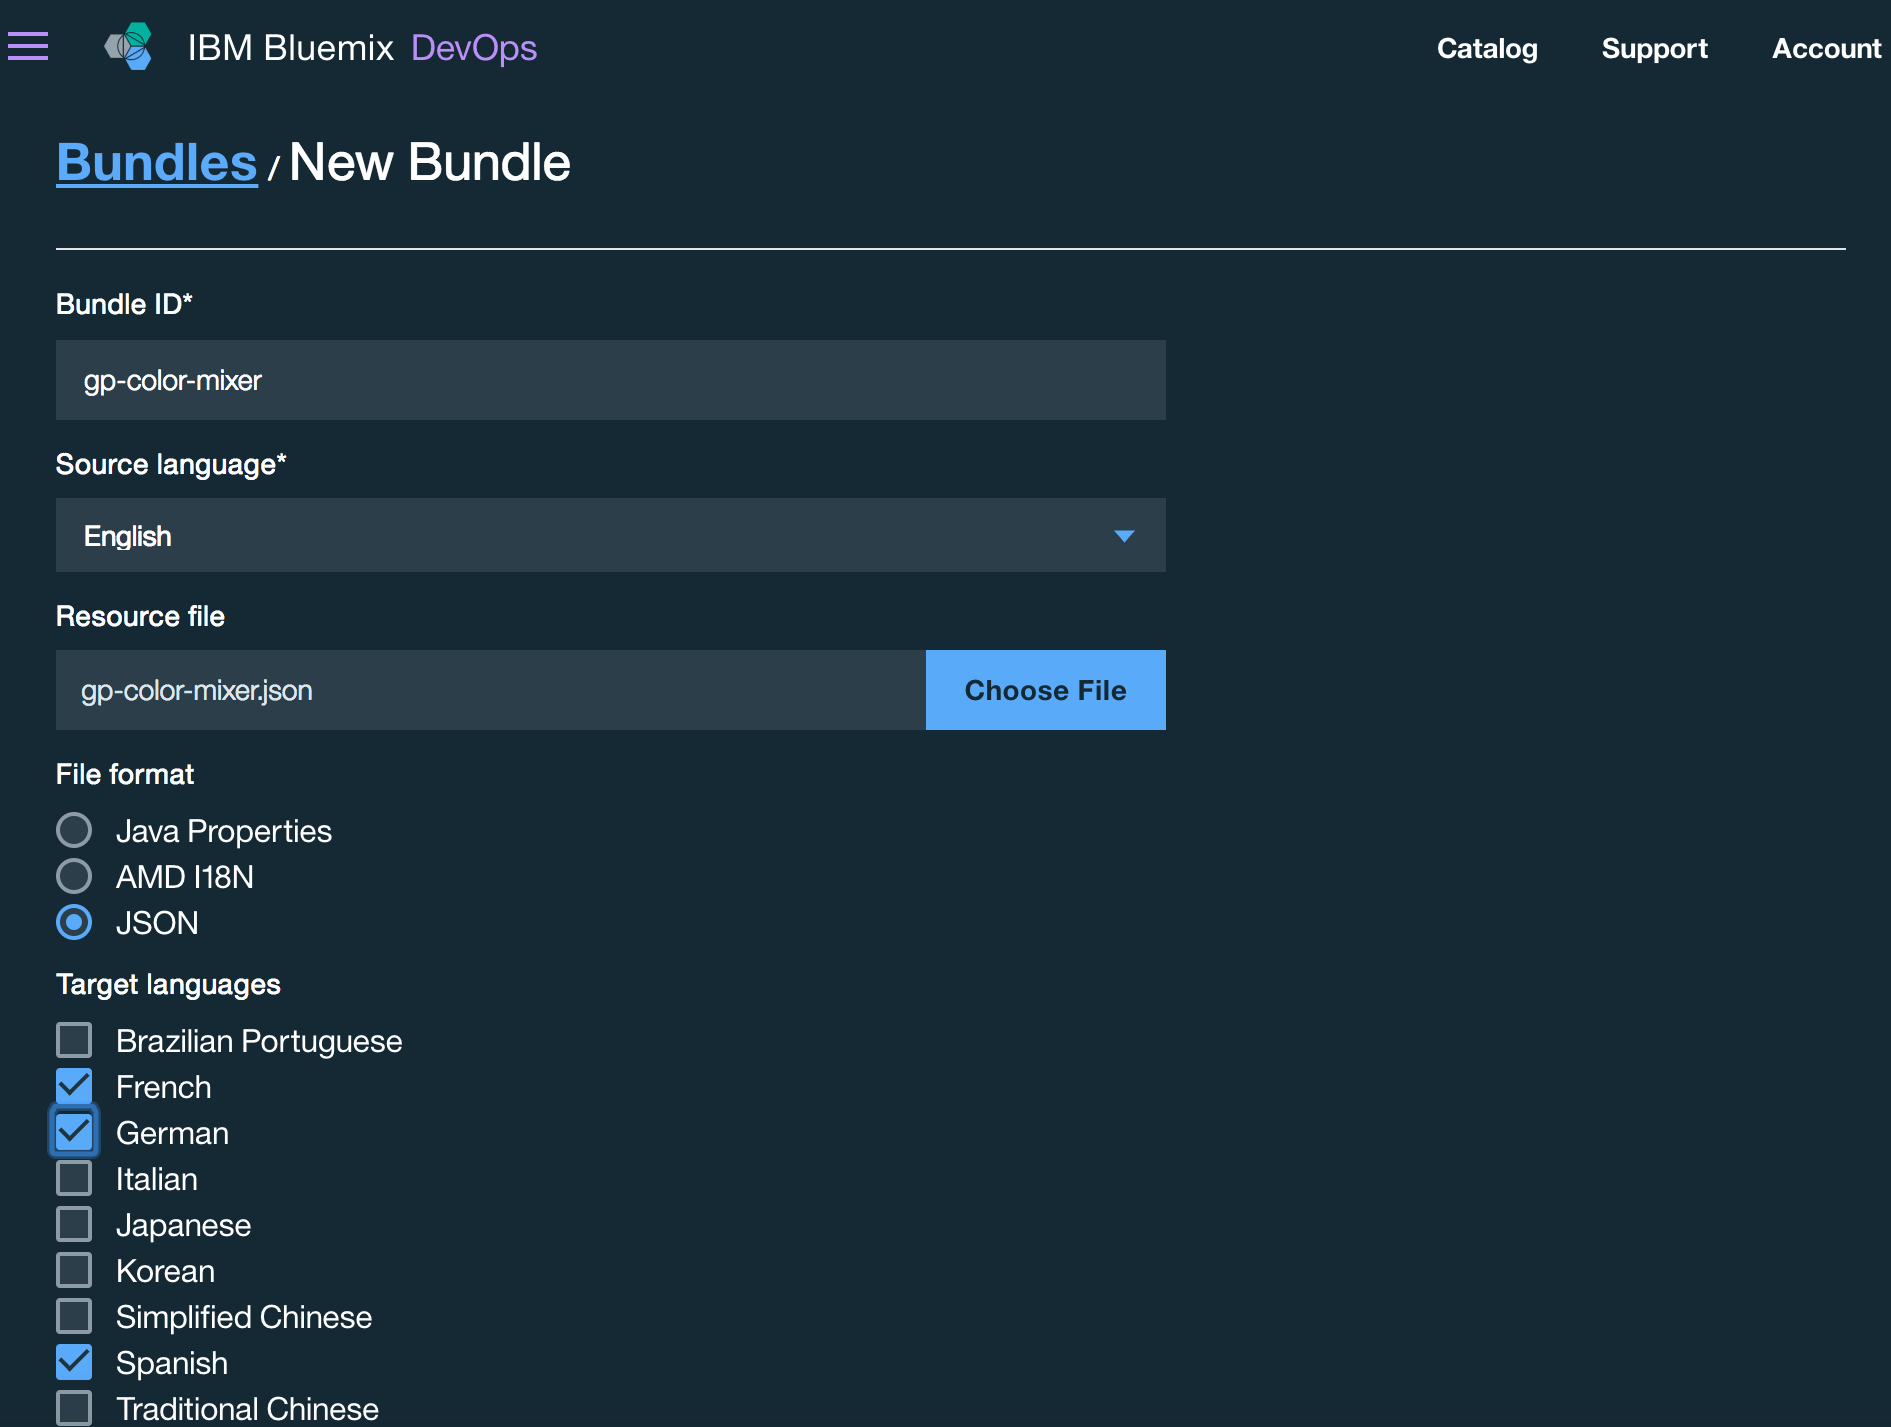 IBM Bluemix DevOps Catalog Support Account
Bundles / New Bundle
Bundle ID*
gp-color-mixer
Source language*
English
Resource file
gp-color-mixer.json Choose File
File format
Java Properties
AMD I18N
JSON
Target languages
Brazilian Portuguese
French
German
Italian
Japanese
Korean
Simplified Chinese
Spanish
Traditional Chinese